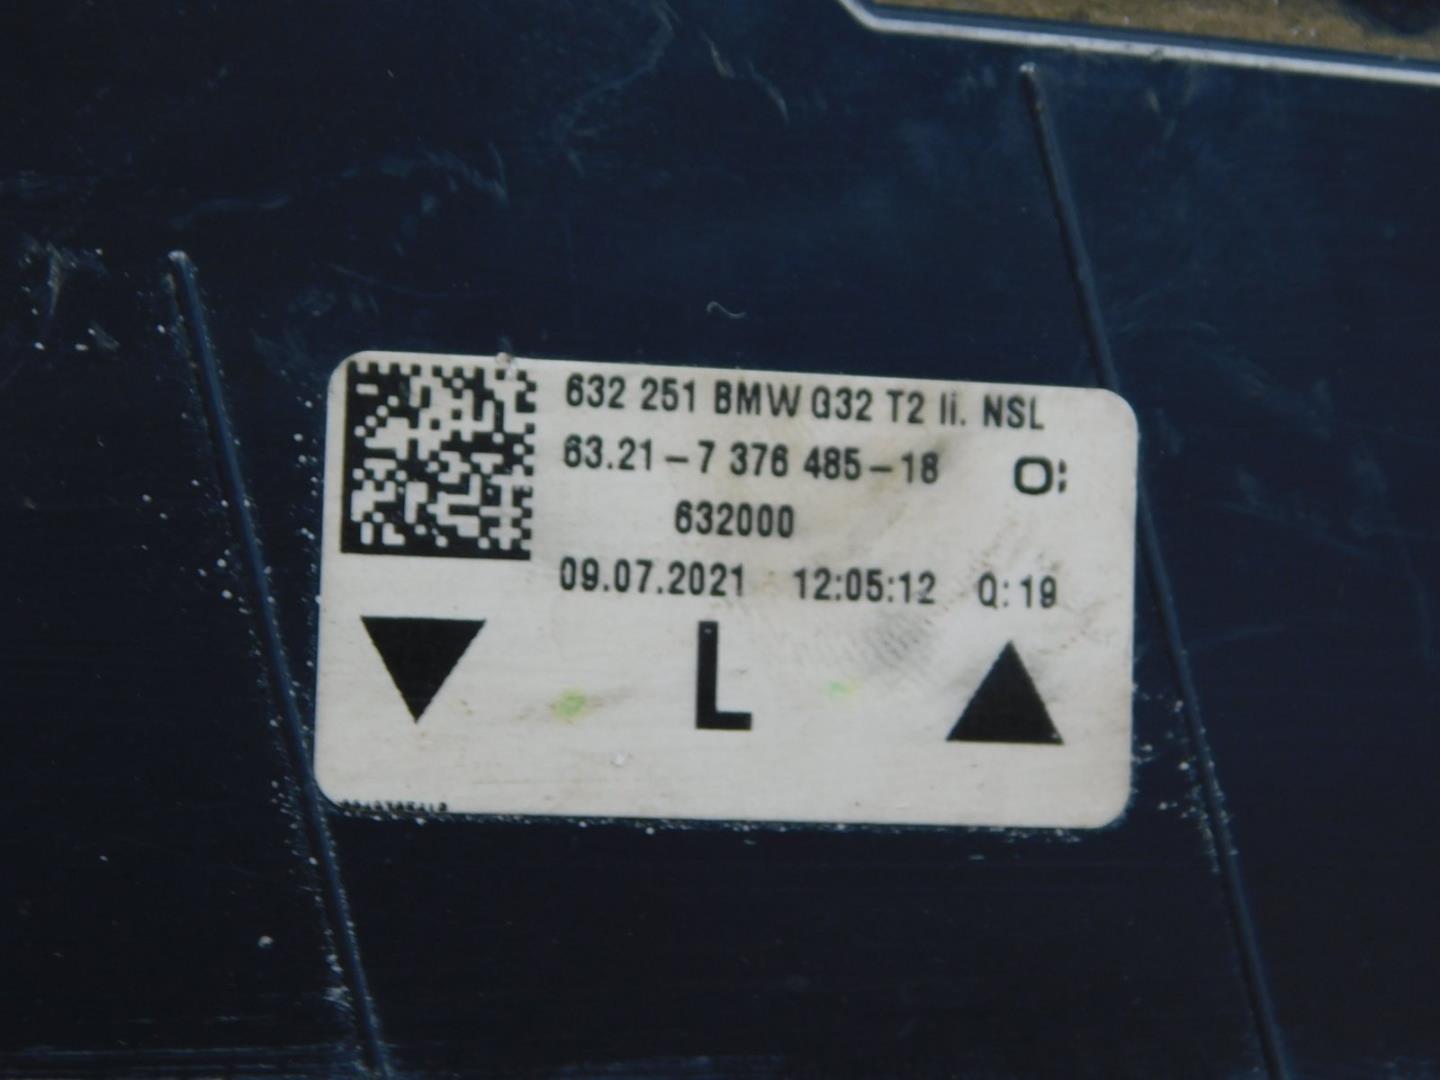 632 251 BMW G32 T2 li. NSL
63.21-7 376 485-18 O:
632000
09.07.2021 12:05:12 Q:19
L